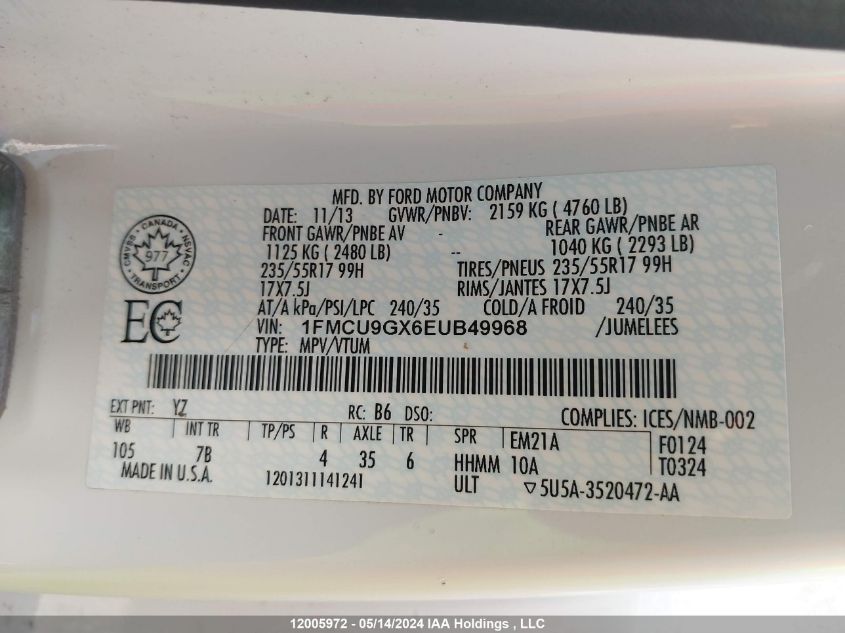 MFD. BY FORD MOTOR COMPANY
DATE: 11/13 GVWR/PNBV: 2159 KG ( 4760 LB)
FRONT GAWR/PNBE AV - REAR GAWR/PNBE AR
1125 KG ( 2480 LB) -- 1040 KG ( 2293 LB)
235/55R17 99H TIRES/PNEUS 235/55R17 99H
17X7.5J RIMS/JANTES 17X7.5J
AT/A kPa/PSI/LPC 240/35 COLD/A FROID 240/35
VIN: 1FMCU9GX6EUB49968 /JUMELEES
TYPE: MPV/VTUM
CANADA
CMVSS 977 NSVAC
TRANSPORT
EC
EXT PNT: YZ RC: B6 DSO: COMPLIES: ICES/NMB-002
WB INT TR TP/PS R AXLE TR SPR EM21A F0124
105 7B 4 35 6 HHMM 10A T0324
MADE IN U.S.A. 1201311141241 ULT ▽5U5A-3520472-AA
12005972 - 05/14/2024 IAA Holdings , LLC